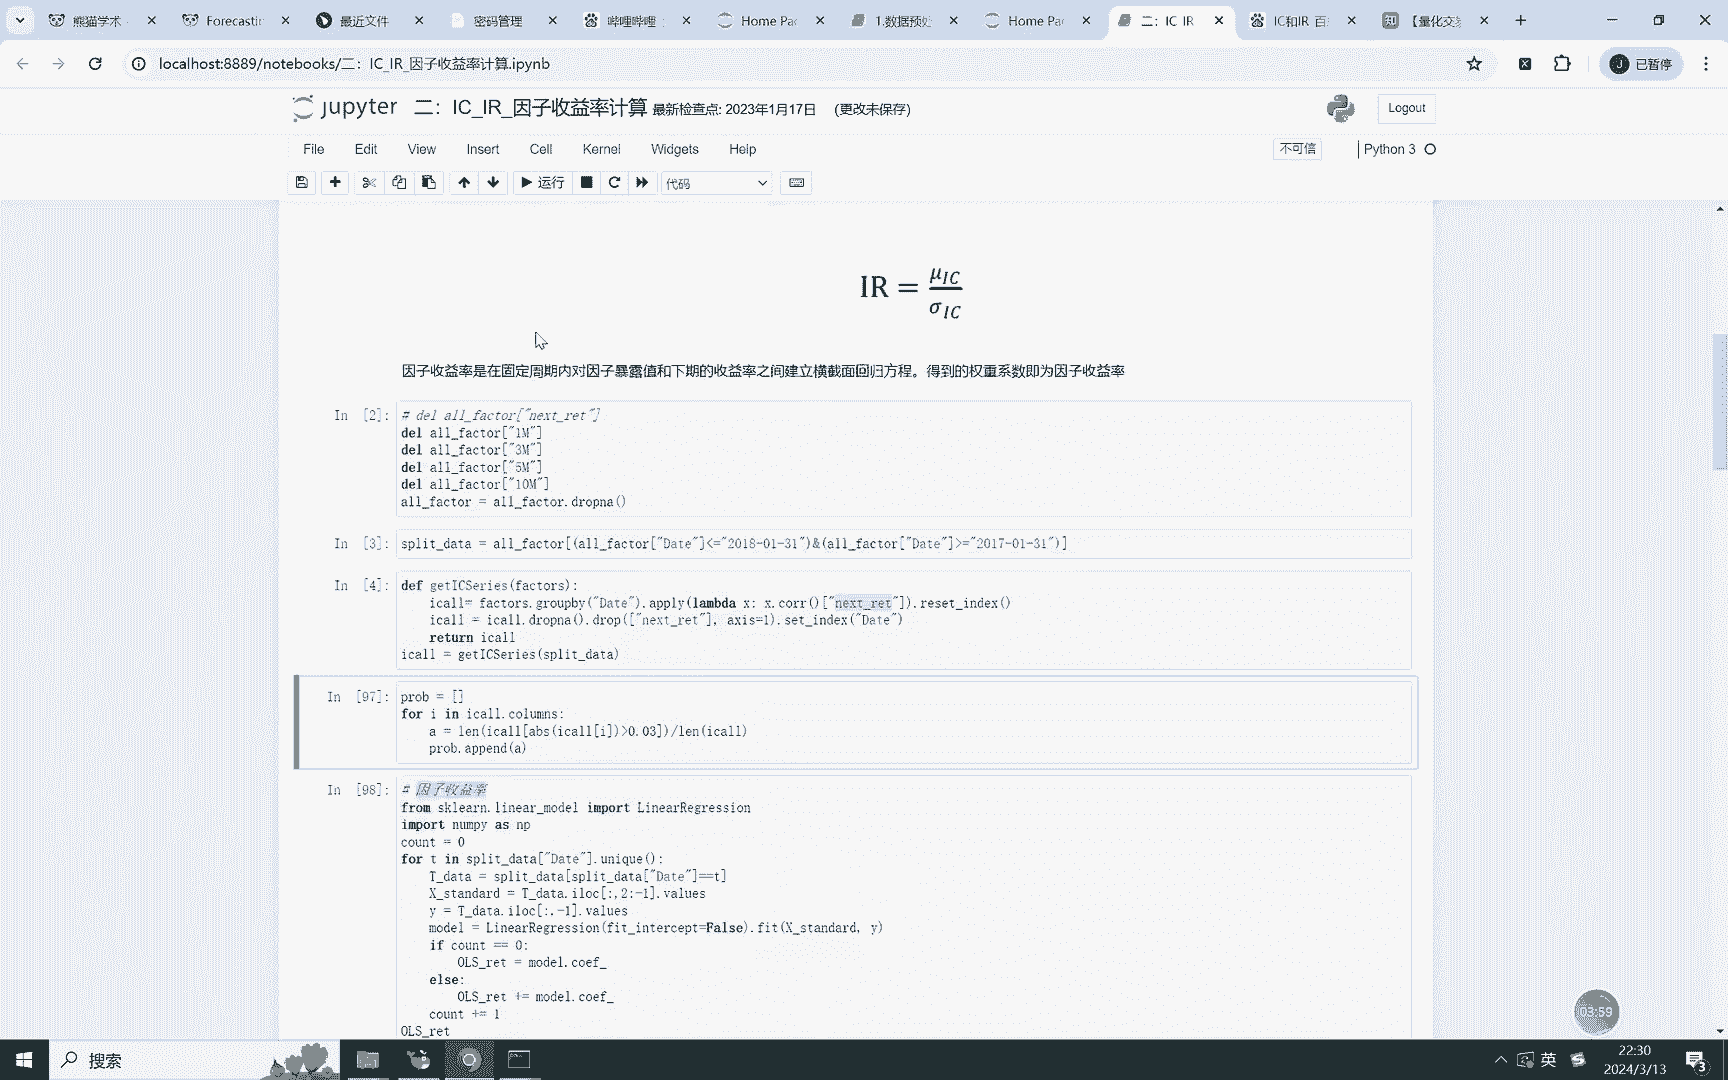 熊猫学术
Forecastin
最近文件
密码管理
哔哩哔哩
Home Pag
1.数据预处
Home Pag
二：IC IR
IC和IR 百
知 【量化交易
localhost:8889/notebooks/二：IC_IR_因子收益率计算.ipynb
J 已暂停
jupyter 二：IC_IR_因子收益率计算 最新检查点: 2023年1月17日 (更改未保存)
Logout
File Edit View Insert Cell Kernel Widgets Help
不可信
Python 3
运行
代码
IR = μIC / σIC
因子收益率是在固定周期内对因子暴露值和下期的收益率之间建立横截面回归方程。得到的权重系数即为因子收益率
In [2]: # del all_factor["next_ret"]
del all_factor["1M"]
del all_factor["3M"]
del all_factor["5M"]
del all_factor["10M"]
all_factor = all_factor.dropna()
In [3]: split_data = all_factor[(all_factor["Date"]<="2018-01-31")&(all_factor["Date"]>="2017-01-31")]
In [4]: def getICSeries(factors):
icall= factors.groupby("Date").apply(lambda x: x.corr()["next_ret"]).reset_index()
icall = icall.dropna().drop(["next_ret"], axis=1).set_index("Date")
return icall
icall = getICSeries(split_data)
In [97]: prob = []
for i in icall.columns:
a = len(icall[abs(icall[i])>0.03])/len(icall)
prob.append(a)
In [98]: # 因子收益率
from sklearn.linear_model import LinearRegression
import numpy as np
count = 0
for t in split_data["Date"].unique():
T_data = split_data[split_data["Date"]==t]
X_standard = T_data.iloc[:,2:-1].values
y = T_data.iloc[:,-1].values
model = LinearRegression(fit_intercept=False).fit(X_standard, y)
if count == 0:
OLS_ret = model.coef_
else:
OLS_ret += model.coef_
count += 1
OLS_ret
03:59
搜索
英
22:30
2024/3/13
3